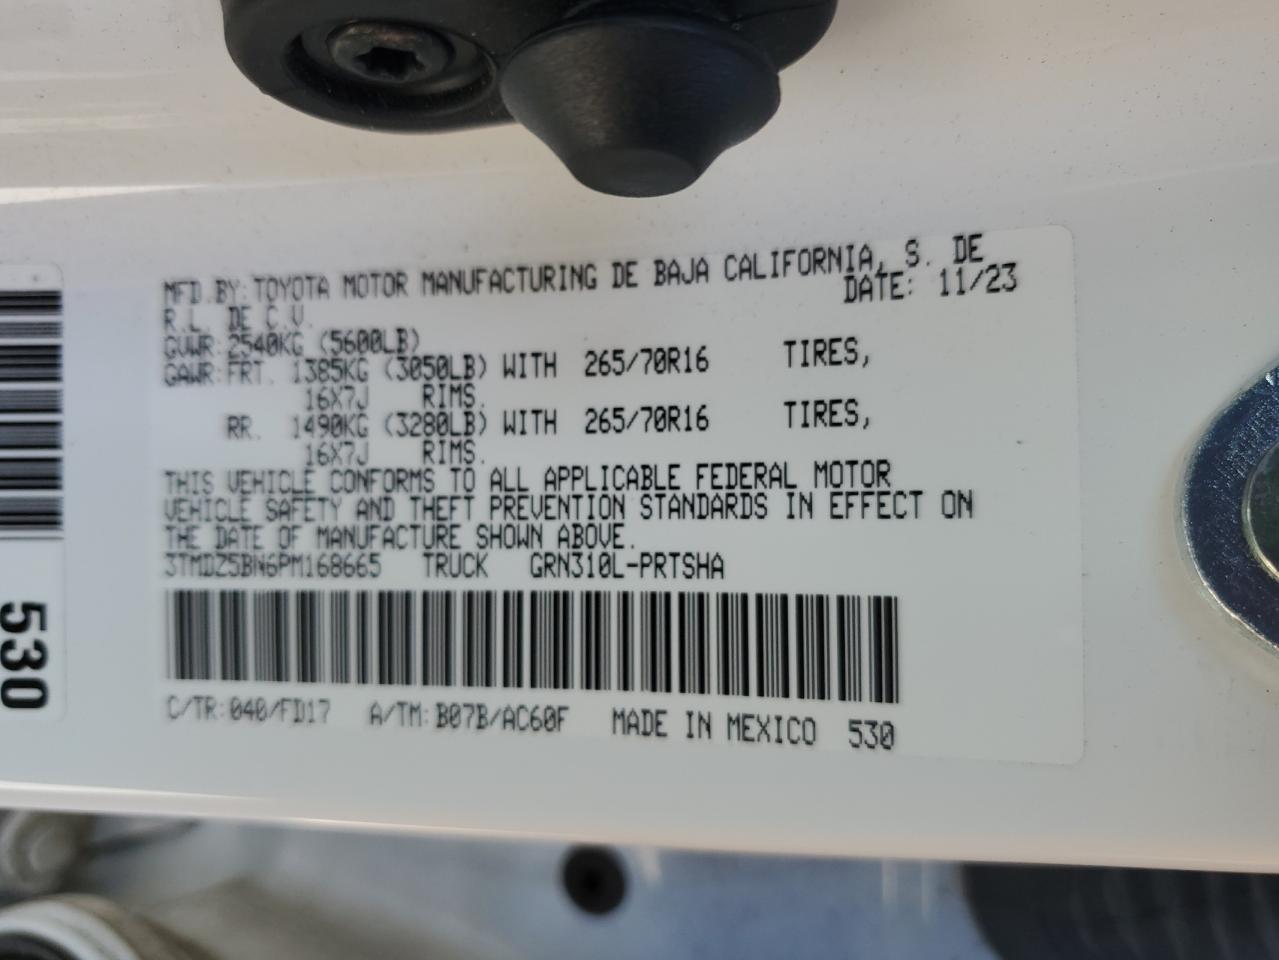 MFD.BY:TOYOTA MOTOR MANUFACTURING DE BAJA CALIFORNIA, S. DE
R.L. DE C.V. DATE: 11/23
GVWR:2540KG (5600LB)
GAWR:FRT. 1385KG (3050LB) WITH 265/70R16 TIRES,
16X7J RIMS.
RR. 1490KG (3280LB) WITH 265/70R16 TIRES,
16X7J RIMS.
THIS VEHICLE CONFORMS TO ALL APPLICABLE FEDERAL MOTOR
VEHICLE SAFETY AND THEFT PREVENTION STANDARDS IN EFFECT ON
THE DATE OF MANUFACTURE SHOWN ABOVE.
3TMDZ5BN6PM168665 TRUCK GRN310L-PRTSHA
C/TR:040/FD17 A/TM:B07B/AC60F MADE IN MEXICO 530
530